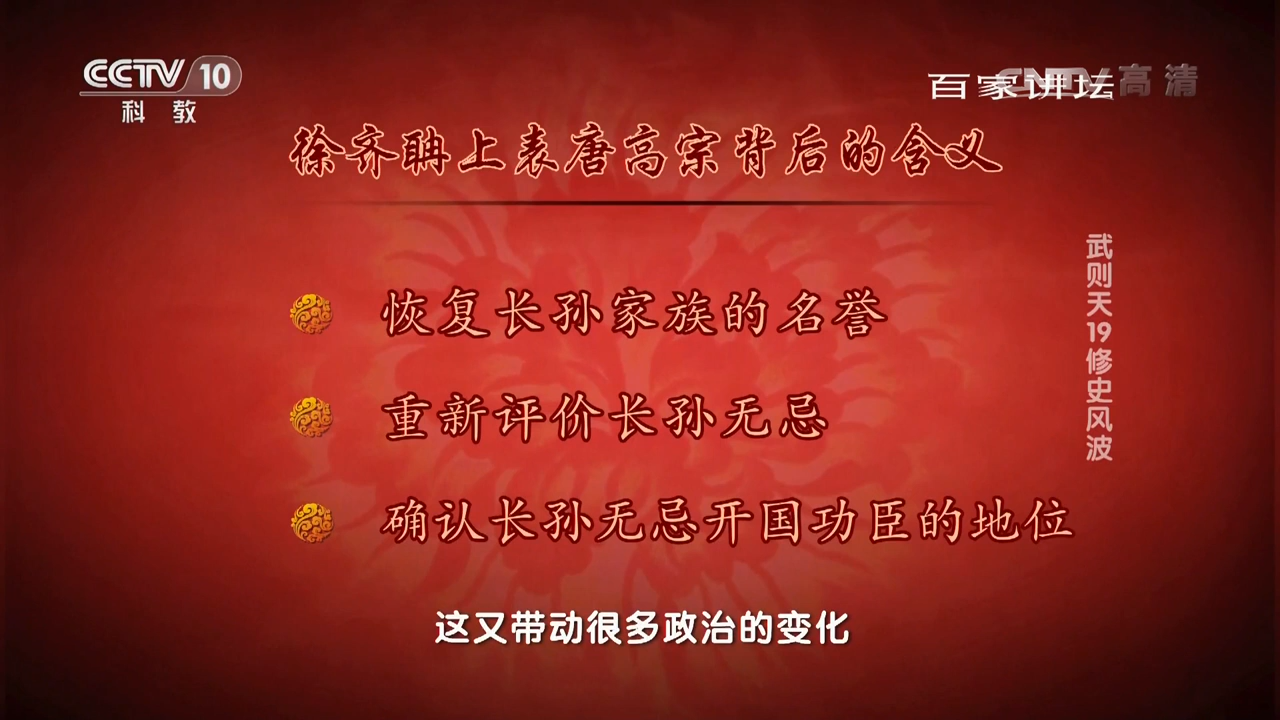 CCTV 10
科教
百家讲坛
CNTV高清
徐齐聃上表唐高宗背后的含义
恢复长孙家族的名誉
重新评价长孙无忌
确认长孙无忌开国功臣的地位
武则天19修史风波
这又带动很多政治的变化